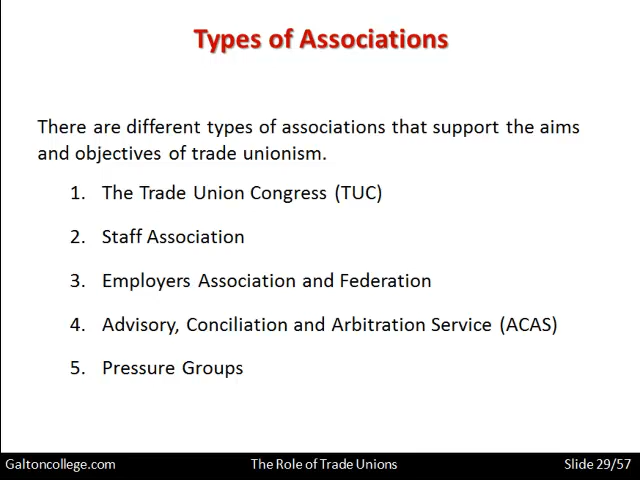 Types of Associations
There are different types of associations that support the aims
and objectives of trade unionism.
1. The Trade Union Congress (TUC)
2. Staff Association
3. Employers Association and Federation
4. Advisory, Conciliation and Arbitration Service (ACAS)
5. Pressure Groups
Galtoncollege.com The Role of Trade Unions Slide 29/57